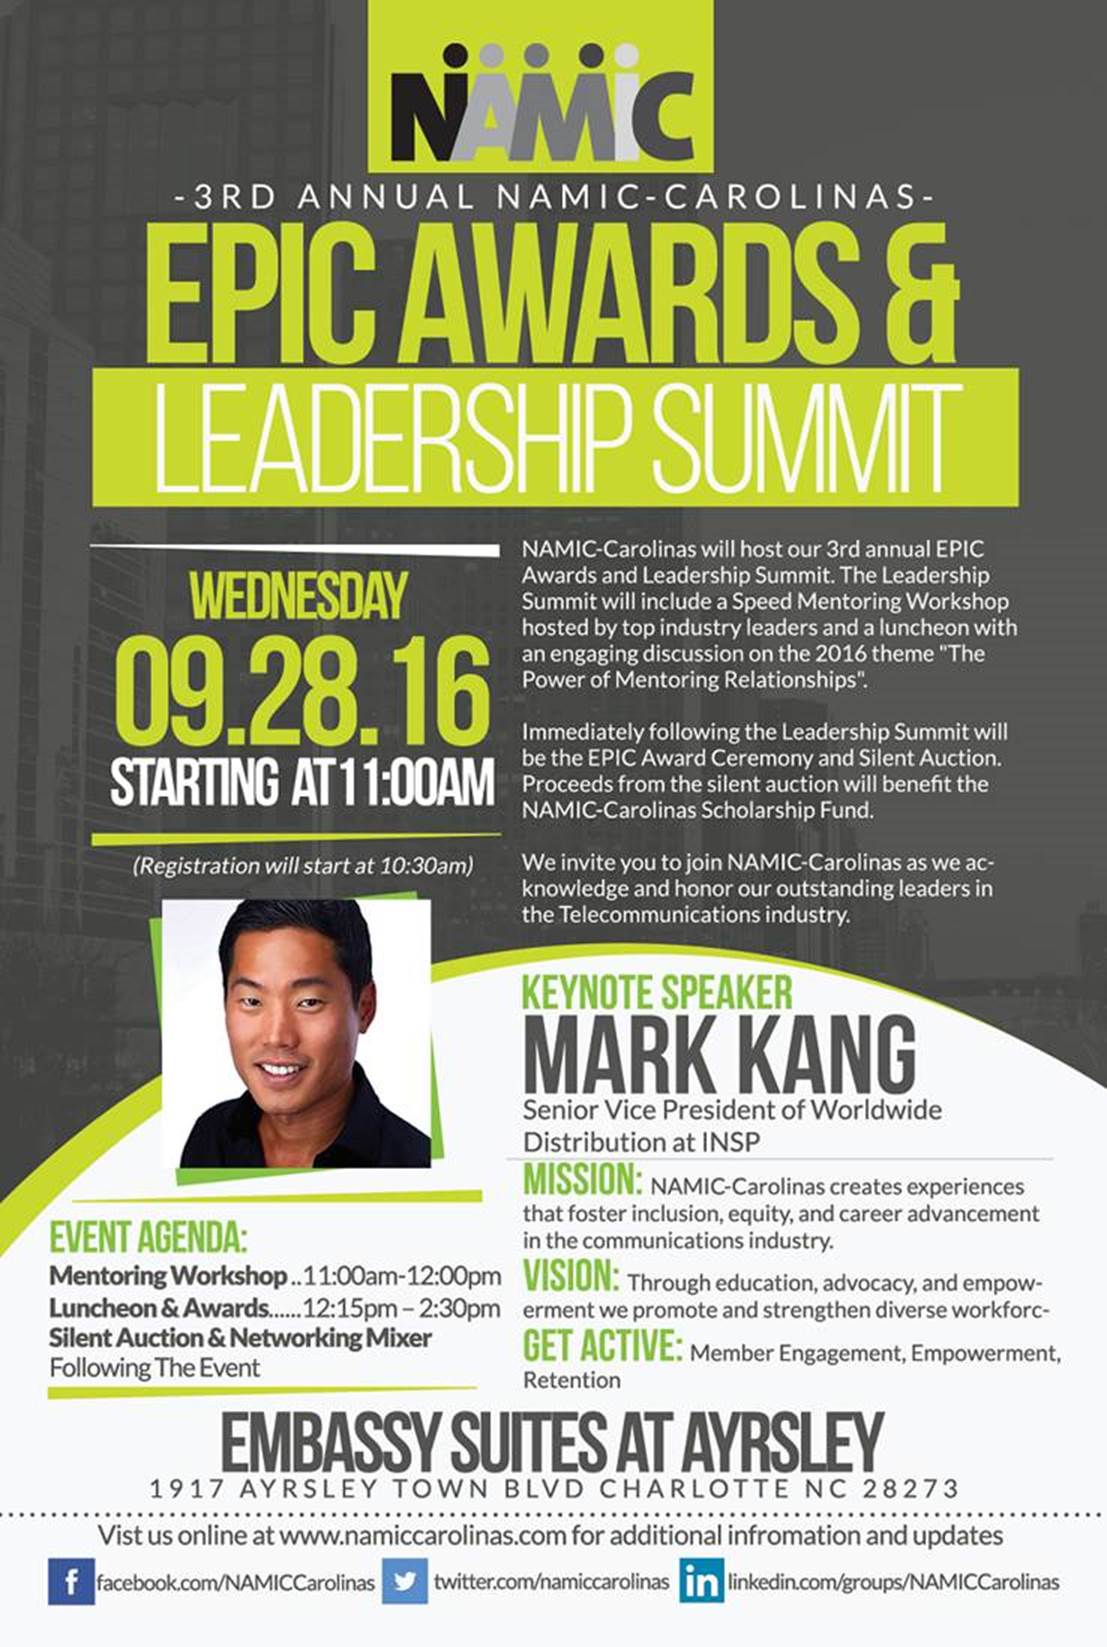 NAMIC
-3RD ANNUAL NAMIC-CAROLINAS-
EPIC AWARDS &
LEADERSHIP SUMMIT
WEDNESDAY
09.28.16
STARTING AT 11:00AM
(Registration will start at 10:30am)
NAMIC-Carolinas will host our 3rd annual EPIC
Awards and Leadership Summit. The Leadership
Summit will include a Speed Mentoring Workshop
hosted by top industry leaders and a luncheon with
an engaging discussion on the 2016 theme "The
Power of Mentoring Relationships".
Immediately following the Leadership Summit will
be the EPIC Award Ceremony and Silent Auction.
Proceeds from the silent auction will benefit the
NAMIC-Carolinas Scholarship Fund.
We invite you to join NAMIC-Carolinas as we ac-
knowledge and honor our outstanding leaders in
the Telecommunications industry.
KEYNOTE SPEAKER
MARK KANG
Senior Vice President of Worldwide
Distribution at INSP
MISSION: NAMIC-Carolinas creates experiences
that foster inclusion, equity, and career advancement
in the communications industry.
VISION: Through education, advocacy, and empow-
erment we promote and strengthen diverse workforc-
GET ACTIVE: Member Engagement, Empowerment,
Retention
EVENT AGENDA:
Mentoring Workshop ..11:00am-12:00pm
Luncheon & Awards......12:15pm – 2:30pm
Silent Auction & Networking Mixer
Following The Event
EMBASSY SUITES AT AYRSLEY
1917 AYRSLEY TOWN BLVD CHARLOTTE NC 28273
Vist us online at www.namiccarolinas.com for additional infromation and updates
f facebook.com/NAMICCarolinas twitter.com/namiccarolinas in linkedin.com/groups/NAMICCarolinas